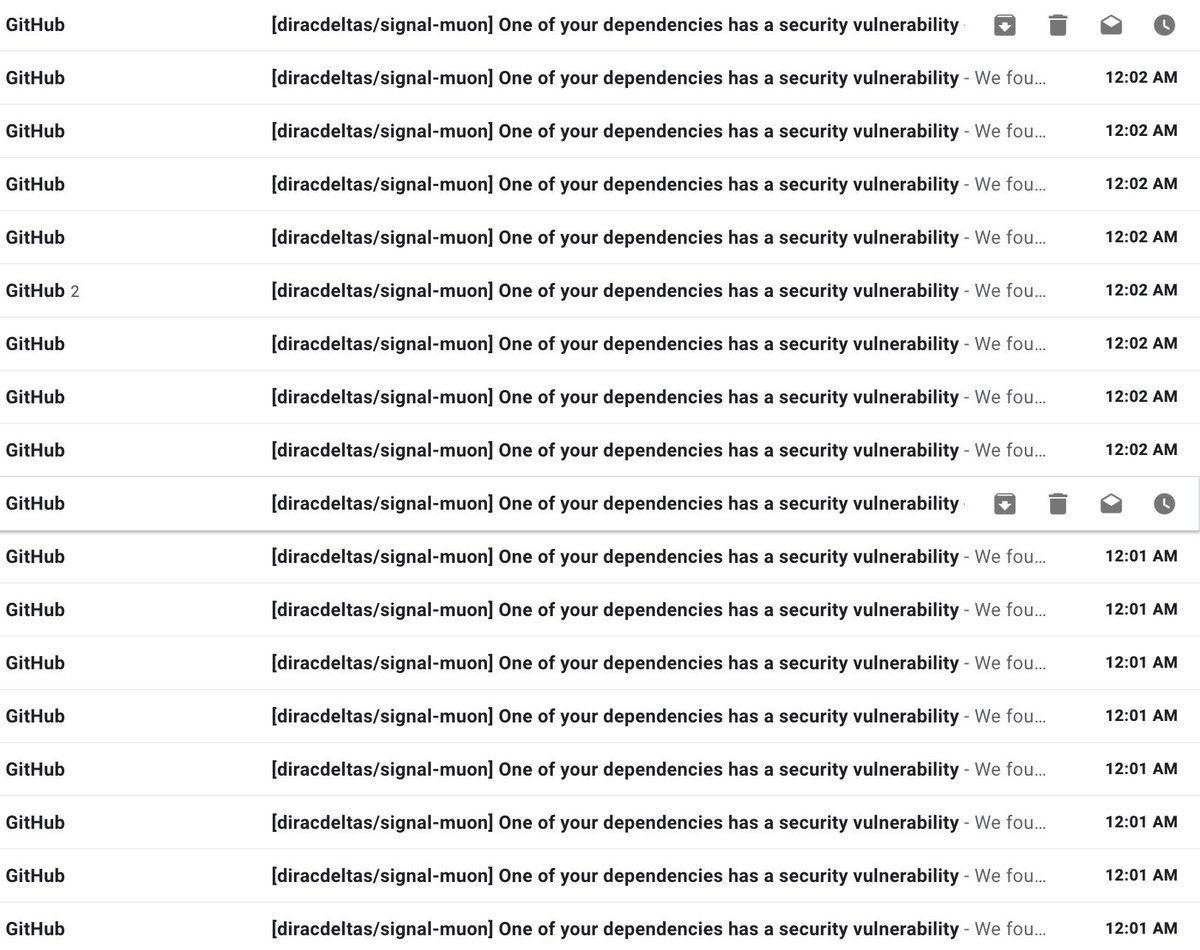 GitHub [diracdeltas/signal-muon] One of your dependencies has a security vulnerability
GitHub [diracdeltas/signal-muon] One of your dependencies has a security vulnerability - We fou... 12:02 AM
GitHub [diracdeltas/signal-muon] One of your dependencies has a security vulnerability - We fou... 12:02 AM
GitHub [diracdeltas/signal-muon] One of your dependencies has a security vulnerability - We fou... 12:02 AM
GitHub [diracdeltas/signal-muon] One of your dependencies has a security vulnerability - We fou... 12:02 AM
GitHub 2 [diracdeltas/signal-muon] One of your dependencies has a security vulnerability - We fou... 12:02 AM
GitHub [diracdeltas/signal-muon] One of your dependencies has a security vulnerability - We fou... 12:02 AM
GitHub [diracdeltas/signal-muon] One of your dependencies has a security vulnerability - We fou... 12:02 AM
GitHub [diracdeltas/signal-muon] One of your dependencies has a security vulnerability - We fou... 12:02 AM
GitHub [diracdeltas/signal-muon] One of your dependencies has a security vulnerability
GitHub [diracdeltas/signal-muon] One of your dependencies has a security vulnerability - We fou... 12:01 AM
GitHub [diracdeltas/signal-muon] One of your dependencies has a security vulnerability - We fou... 12:01 AM
GitHub [diracdeltas/signal-muon] One of your dependencies has a security vulnerability - We fou... 12:01 AM
GitHub [diracdeltas/signal-muon] One of your dependencies has a security vulnerability - We fou... 12:01 AM
GitHub [diracdeltas/signal-muon] One of your dependencies has a security vulnerability - We fou... 12:01 AM
GitHub [diracdeltas/signal-muon] One of your dependencies has a security vulnerability - We fou... 12:01 AM
GitHub [diracdeltas/signal-muon] One of your dependencies has a security vulnerability - We fou... 12:01 AM
GitHub [diracdeltas/signal-muon] One of your dependencies has a security vulnerability - We fou... 12:01 AM